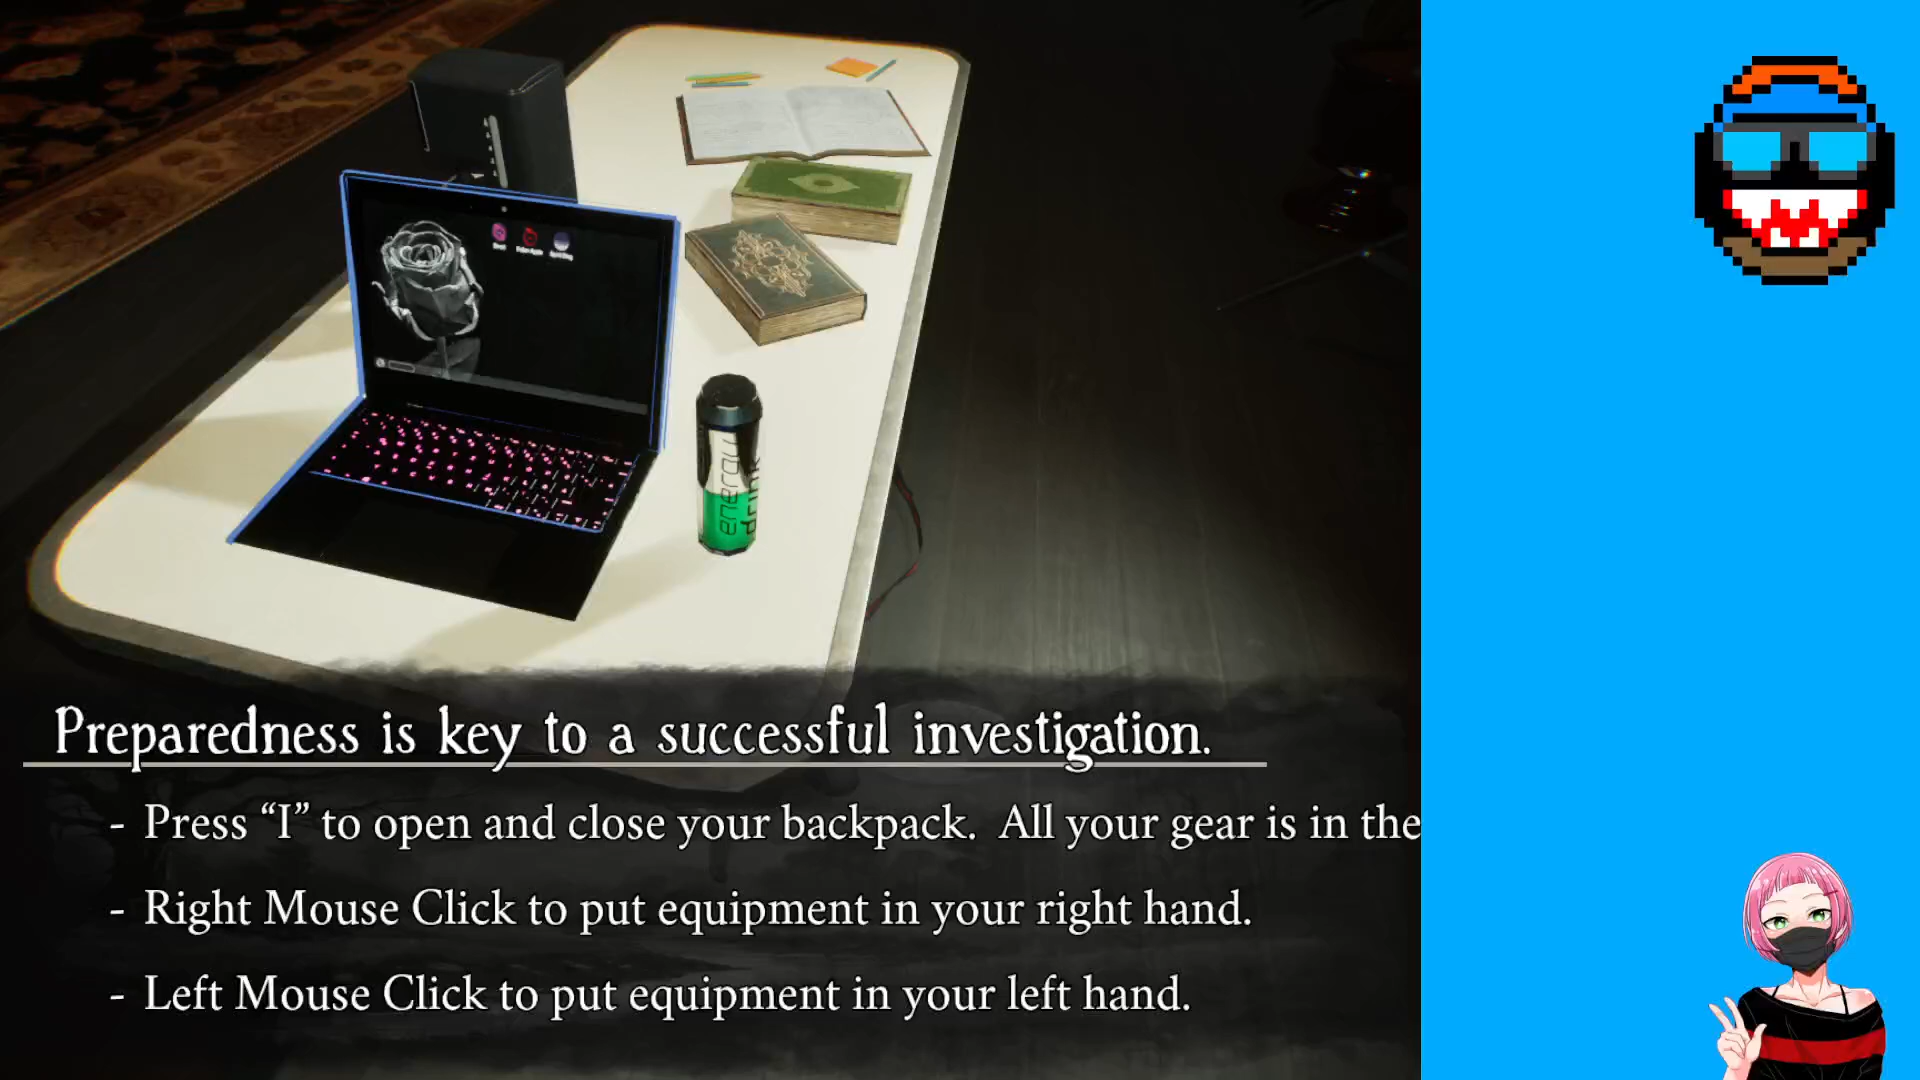 energy
drink
Preparedness is key to a successful investigation.
- Press “I” to open and close your backpack.  All your gear is in the
- Right Mouse Click to put equipment in your right hand.
- Left Mouse Click to put equipment in your left hand.